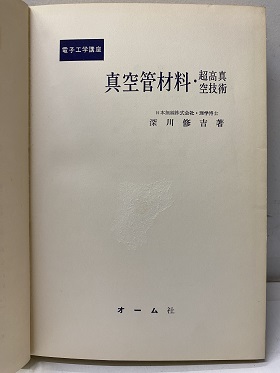 電子工学講座
真空管材料・超高真空技術
日本無線株式会社・理学博士
深川修吉著
オーム社